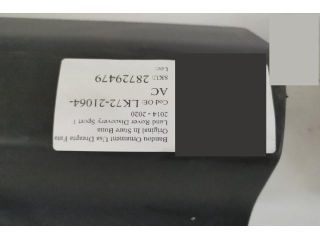 Bandou Ornament Usa Dreapta Fata
Original In Stare Buna
Land Rover Discovery Sport 1
2014 - 2020
Cod OE: LK72-21064-
AC
SKU: 28729479
Loc: